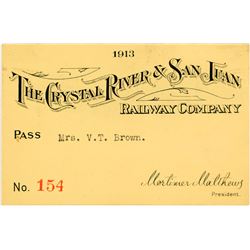 1913
THE CRYSTAL RIVER & SAN JUAN
RAILWAY COMPANY
PASS Mrs. V.T. Brown.
No. 154 Mortimer Matthews
President.